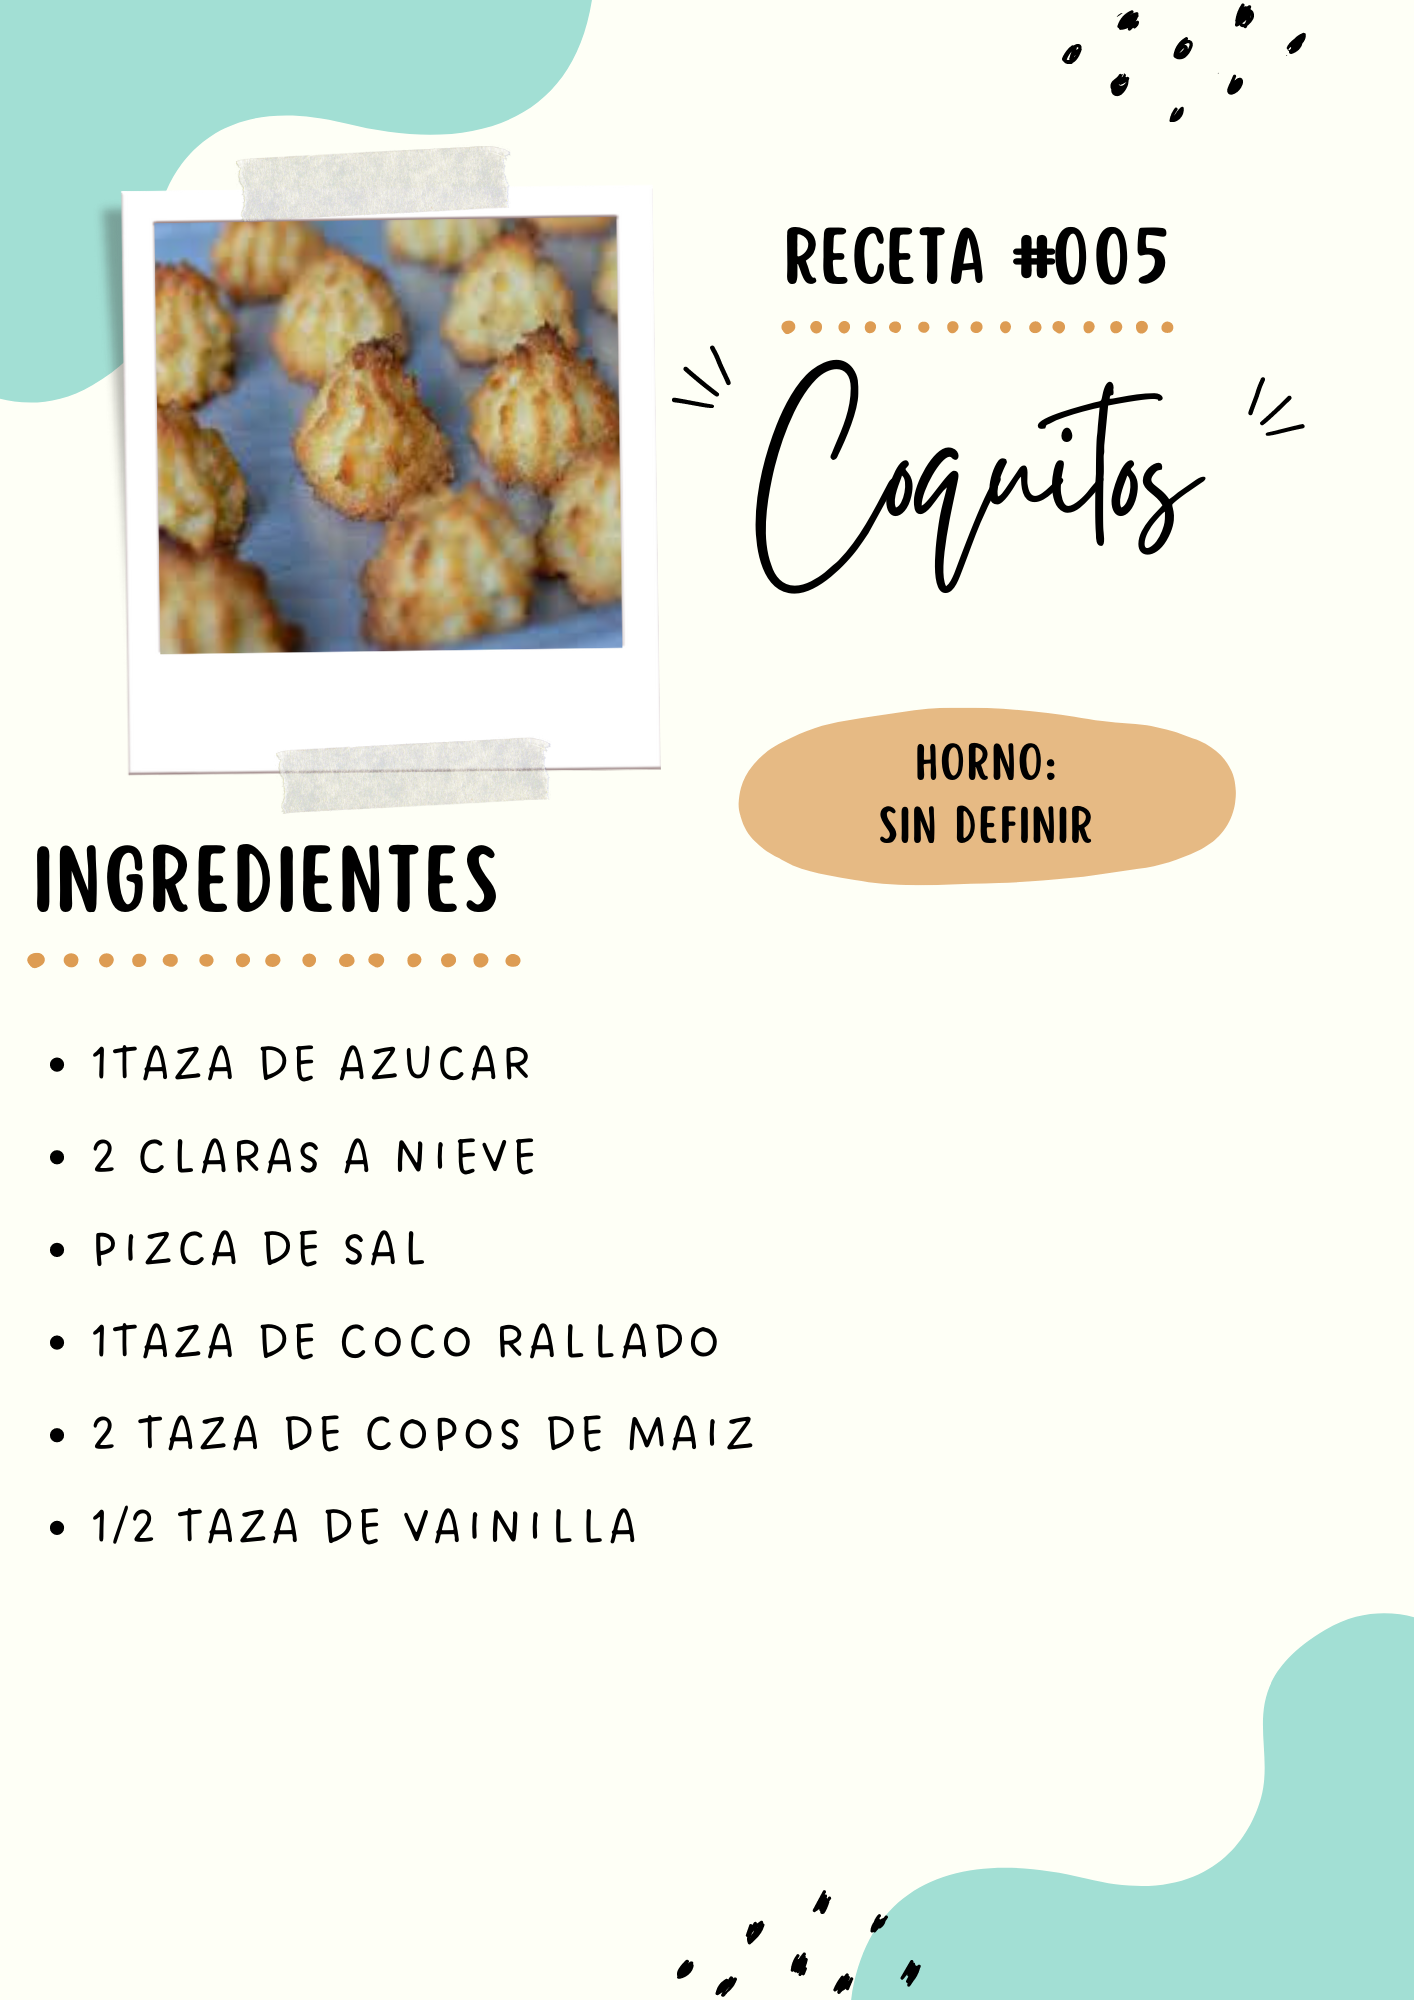 RECETA #005
Coquitos
HORNO:
SIN DEFINIR
INGREDIENTES
• 1TAZA DE AZUCAR
• 2 CLARAS A NIEVE
• PIZCA DE SAL
• 1TAZA DE COCO RALLADO
• 2 TAZA DE COPOS DE MAIZ
• 1/2 TAZA DE VAINILLA